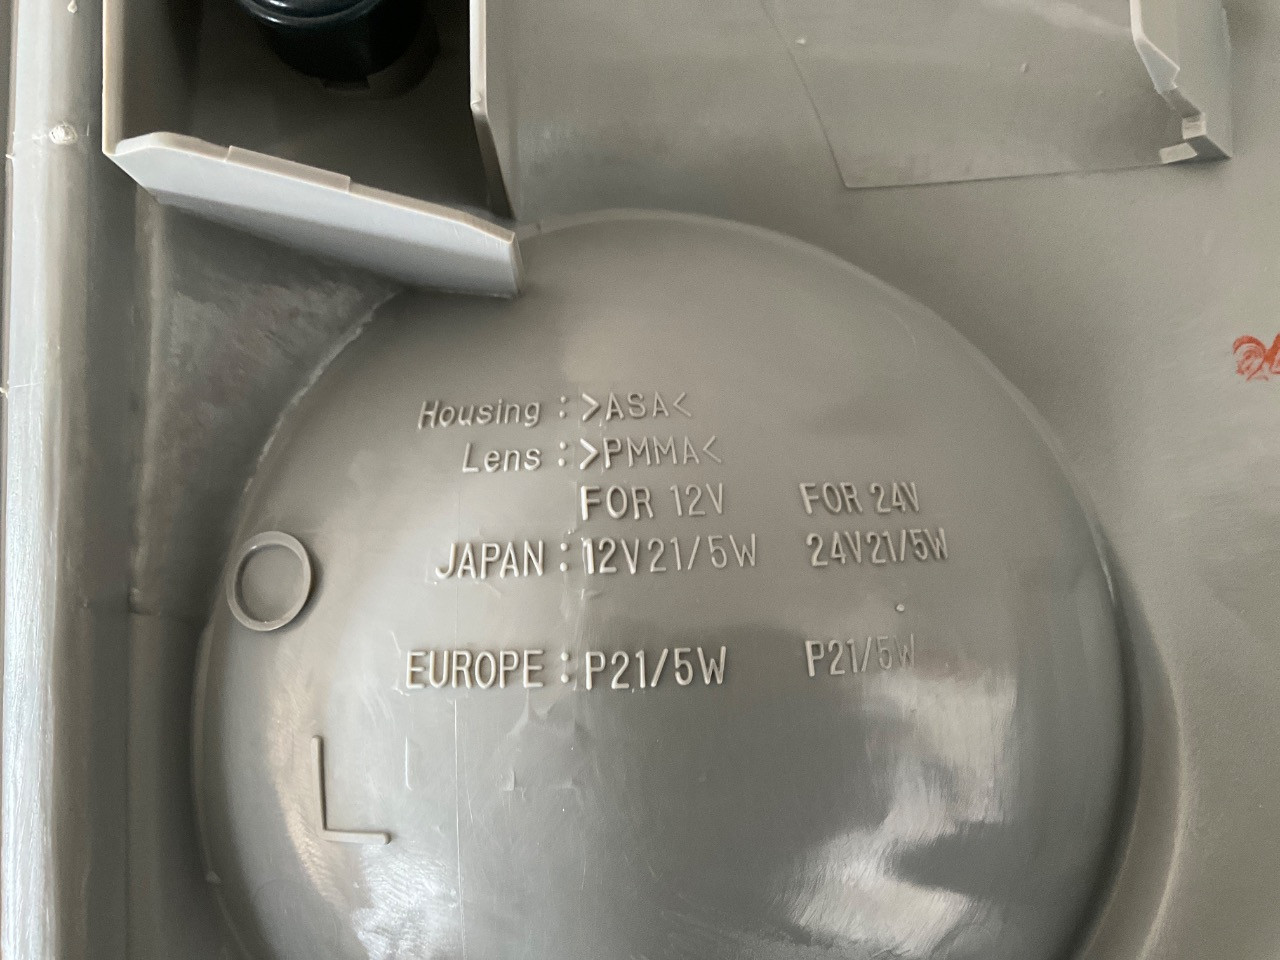 Housing : >ASA<
Lens : >PMMA<
FOR 12V FOR 24V
JAPAN : 12V21/5W 24V21/5W
EUROPE : P21/5W P21/5W
L